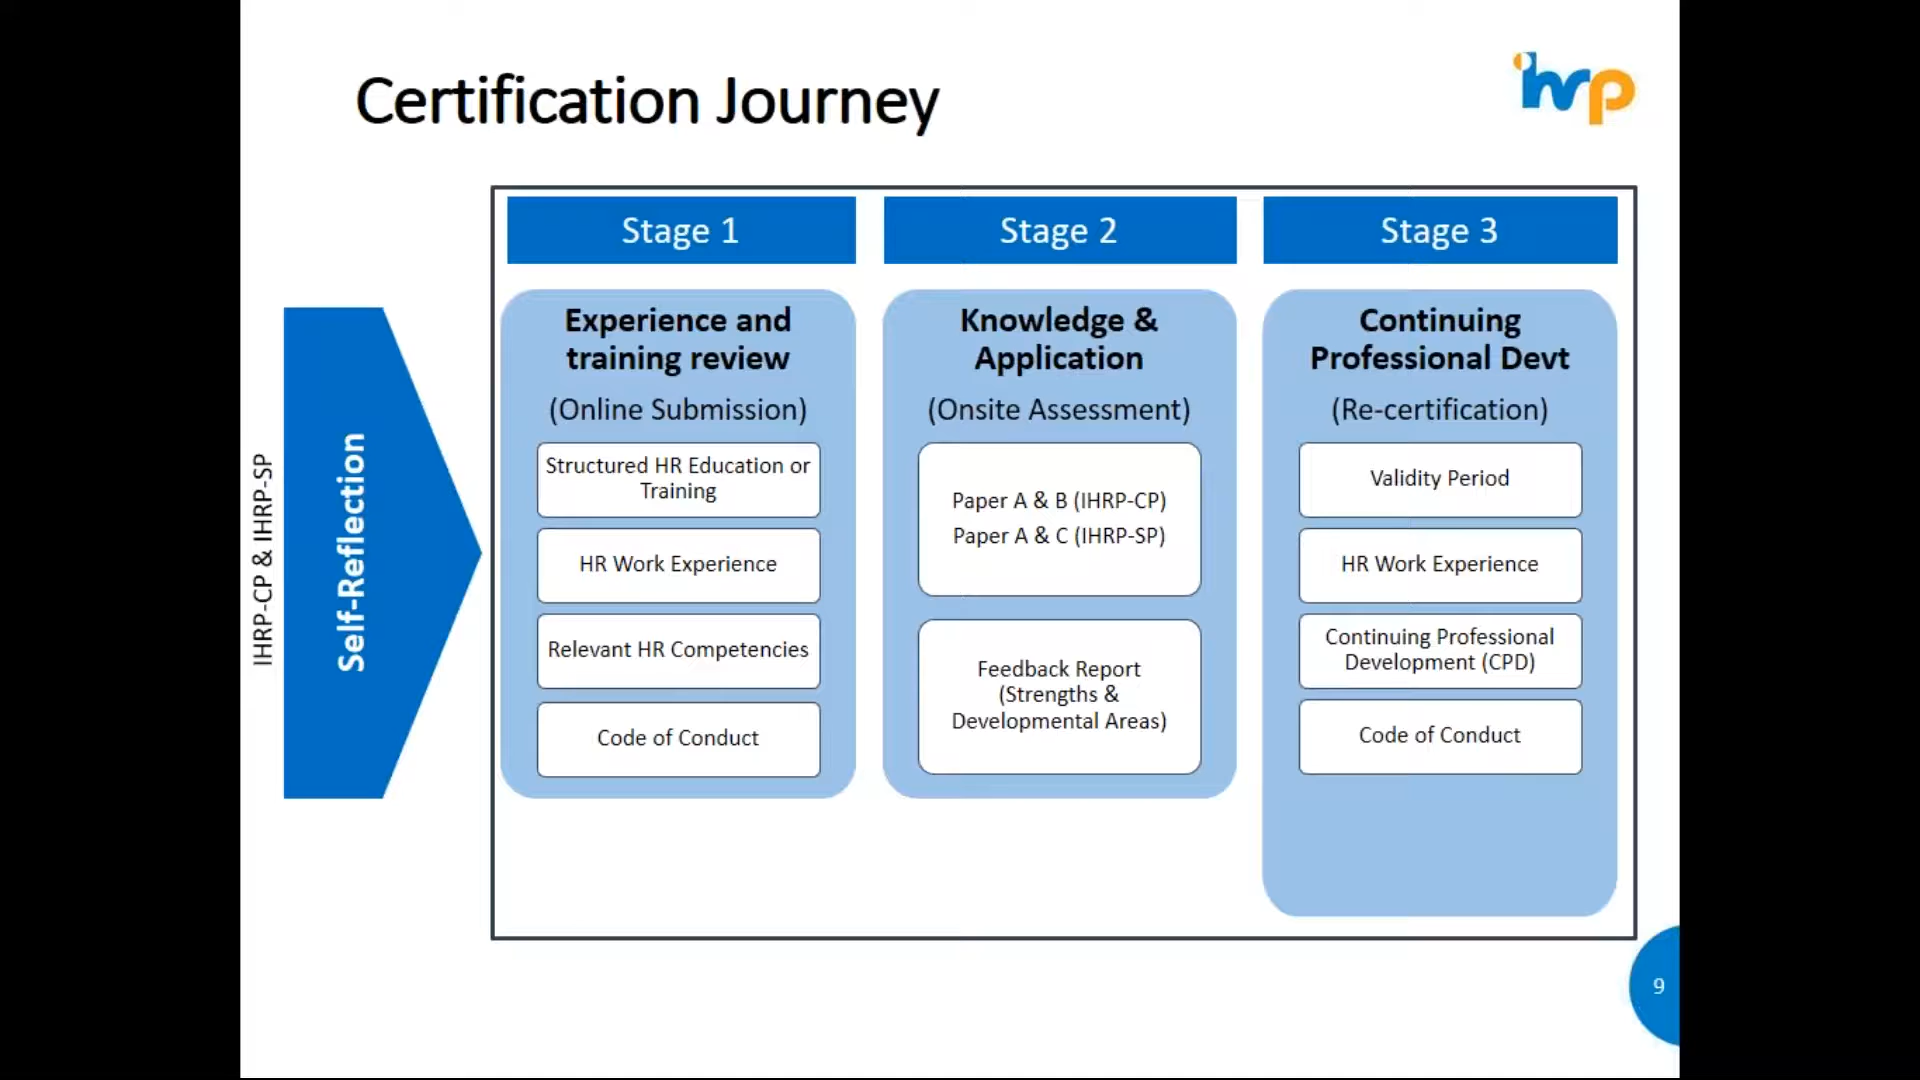 Certification Journey
ihrp
IHRP-CP & IHRP-SP
Self-Reflection
Stage 1
Experience and
training review
(Online Submission)
Structured HR Education or
Training
HR Work Experience
Relevant HR Competencies
Code of Conduct
Stage 2
Knowledge &
Application
(Onsite Assessment)
Paper A & B (IHRP-CP)
Paper A & C (IHRP-SP)
Feedback Report
(Strengths &
Developmental Areas)
Stage 3
Continuing
Professional Devt
(Re-certification)
Validity Period
HR Work Experience
Continuing Professional
Development (CPD)
Code of Conduct
9